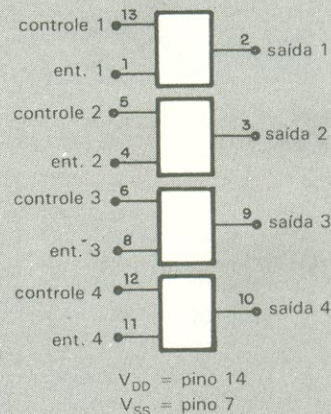 controle 1 13
2 saída 1
ent. 1 1
controle 2 5
3 saída 2
ent. 2 4
controle 3 6
9 saída 3
ent. 3 8
controle 4 12
10 saída 4
ent. 4 11
VDD = pino 14
VSS = pino 7